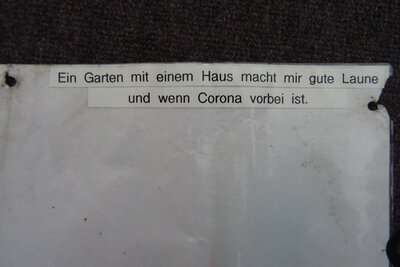 Ein Garten mit einem Haus macht mir gute Laune
und wenn Corona vorbei ist.